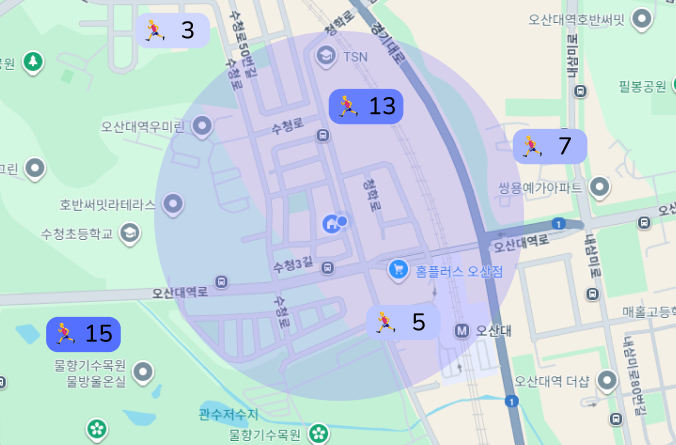 3
수청로50번길
수청로
청학로
경기대로
오산대역호반써밋
내삼미로
공원
TSN
필봉공원
13
오산대역우미린
수청로
7
그린
쌍용예가아파트
호반써밋라테라스
청학로
수청초등학교
1
오산대역로
내삼미로
수청3길
홈플러스 오산점
오산대역로
수청로
5
매홀고등학
15
M
오산대
물향기수목원
물방울온실
내삼미로80번길
오산대역 더샵
1
관수저수지
물향기수목원